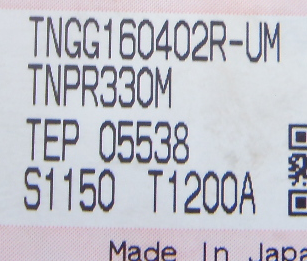 TNGG160402R-UM
TNPR330M
TEP 05538
S1150 T1200A
Made In Japa